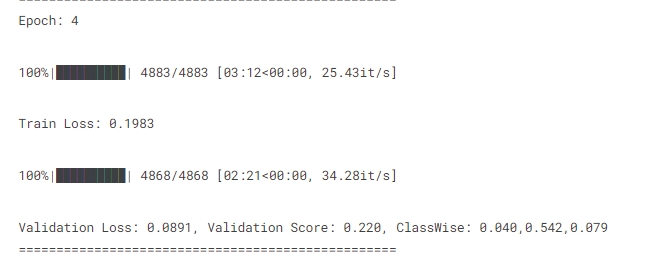 ==================================================
Epoch: 4
100%|██████████| 4883/4883 [03:12<00:00, 25.43it/s]
Train Loss: 0.1983
100%|██████████| 4868/4868 [02:21<00:00, 34.28it/s]
Validation Loss: 0.0891, Validation Score: 0.220, ClassWise: 0.040,0.542,0.079
==================================================